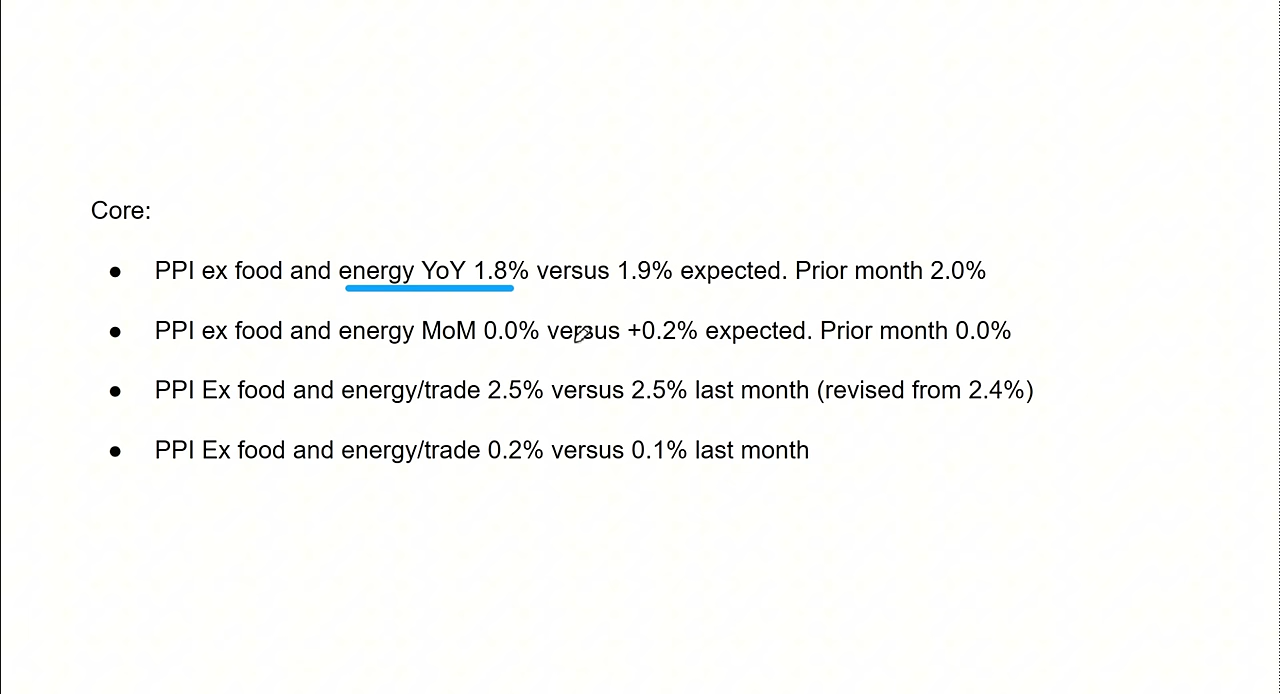 Core:
● PPI ex food and energy YoY 1.8% versus 1.9% expected. Prior month 2.0%
● PPI ex food and energy MoM 0.0% versus +0.2% expected. Prior month 0.0%
● PPI Ex food and energy/trade 2.5% versus 2.5% last month (revised from 2.4%)
● PPI Ex food and energy/trade 0.2% versus 0.1% last month